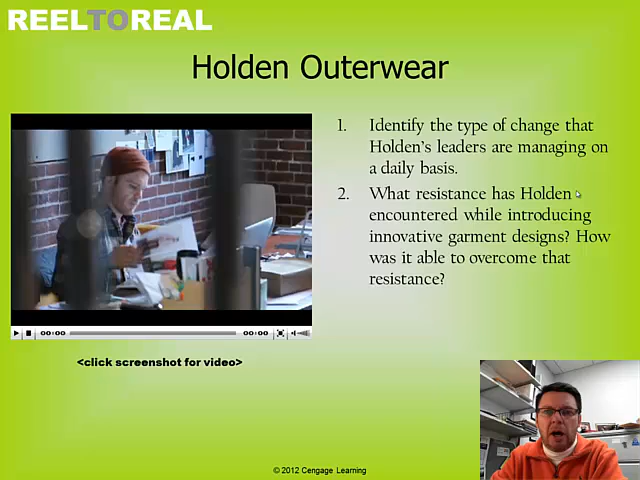 REELTOREAL
Holden Outerwear
1. Identify the type of change that
Holden's leaders are managing on
a daily basis.
2. What resistance has Holden
encountered while introducing
innovative garment designs? How
was it able to overcome that
resistance?
00:00 00:00
<click screenshot for video>
© 2012 Cengage Learning